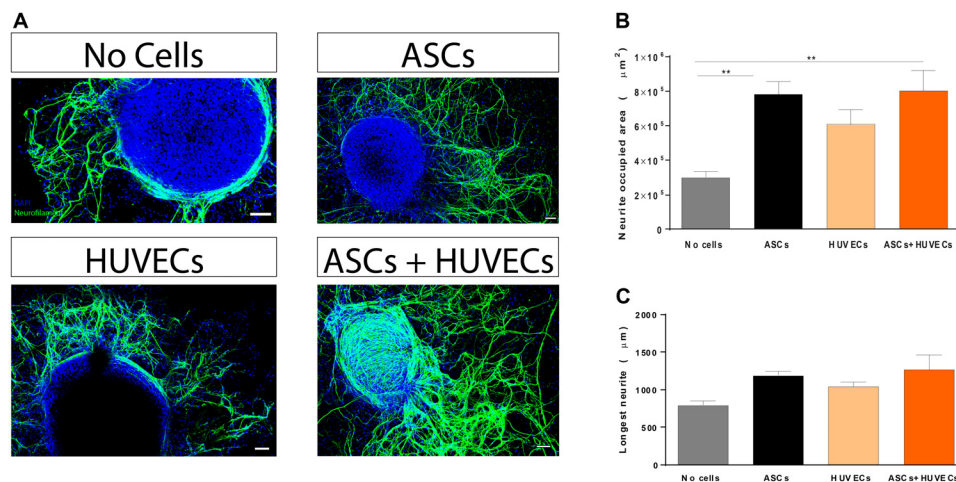 A
No Cells
ASCs
DAPI
Neurofilament
HUVECs
ASCs + HUVECs
B
Neurite occupied area ( μm²)
1×10⁶
8×10⁵
6×10⁵
4×10⁵
2×10⁵
0
**
**
No cells
ASCs
HUVECs
ASCs+HUVECs
C
Longest neurite ( μm)
2000
1500
1000
500
0
No cells
ASCs
HUVECs
ASCs+HUVECs